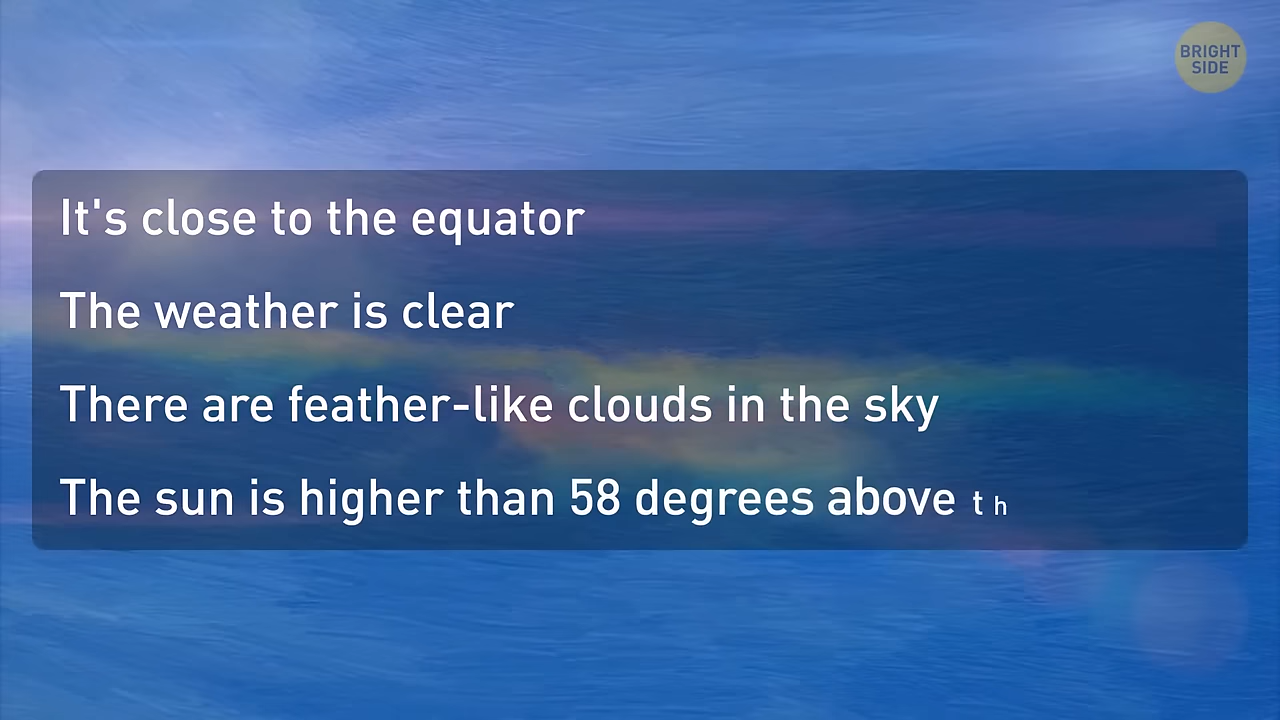 BRIGHT
SIDE
It's close to the equator
The weather is clear
There are feather-like clouds in the sky
The sun is higher than 58 degrees above th